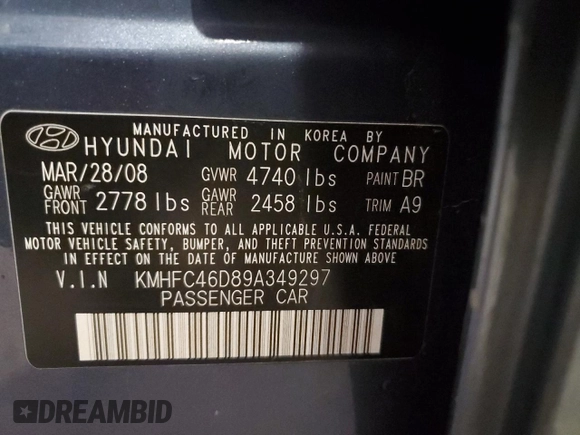 MANUFACTURED IN KOREA BY
HYUNDAI MOTOR COMPANY
MAR/28/08 GVWR 4740 lbs PAINT BR
GAWR FRONT 2778 lbs GAWR REAR 2458 lbs TRIM A9
THIS VEHICLE CONFORMS TO ALL APPLICABLE U.S.A. FEDERAL
MOTOR VEHICLE SAFETY, BUMPER, AND THEFT PREVENTION STANDARDS
IN EFFECT ON THE DATE OF MANUFACTURE SHOWN ABOVE
V.I.N KMHFC46D89A349297
PASSENGER CAR
DREAMBID